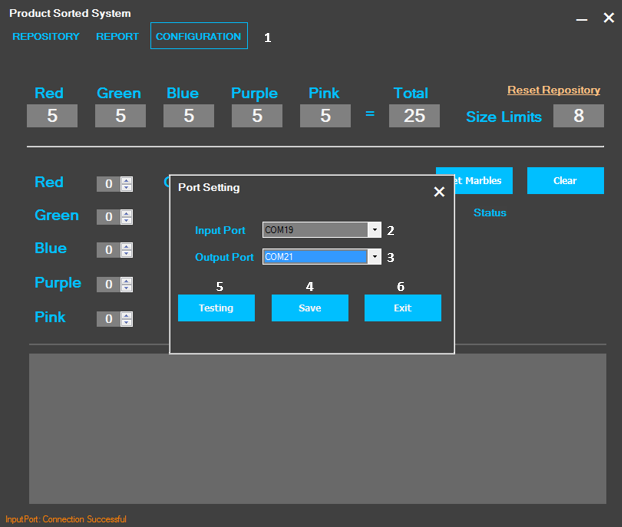 Product Sorted System
REPOSITORY REPORT CONFIGURATION 1
Red Green Blue Purple Pink Total Reset Repository
5 5 5 5 5 = 25 Size Limits 8
Red 0
et Marbles Clear
Green 0 Status
Blue 0
Purple 0
Pink 0
Port Setting
Input Port COM19 2
Output Port COM21 3
5 4 6
Testing Save Exit
InputPort: Connection Successful